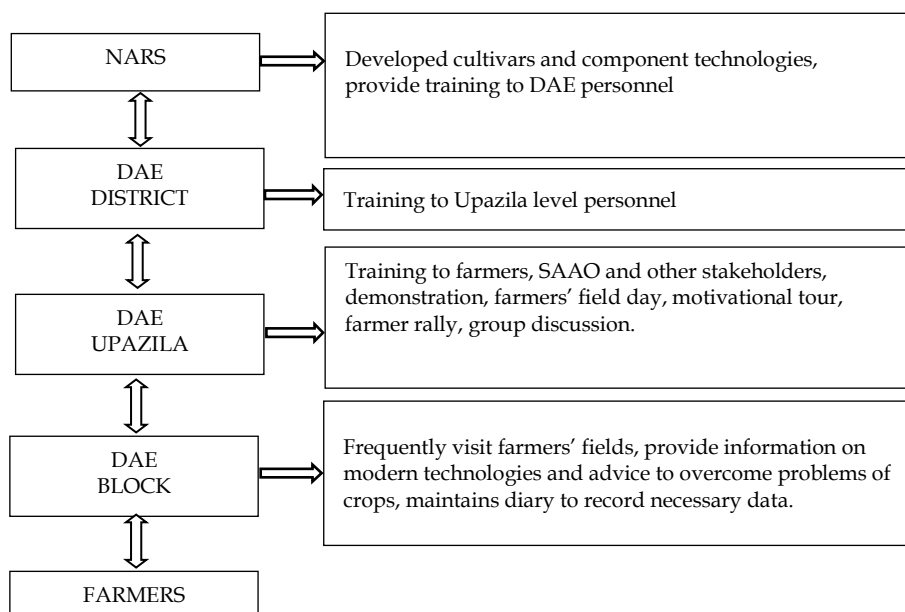 NARS
Developed cultivars and component technologies,
provide training to DAE personnel
DAE
DISTRICT
Training to Upazila level personnel
DAE
UPAZILA
Training to farmers, SAAO and other stakeholders,
demonstration, farmers’ field day, motivational tour,
farmer rally, group discussion.
DAE
BLOCK
Frequently visit farmers’ fields, provide information on
modern technologies and advice to overcome problems of
crops, maintains diary to record necessary data.
FARMERS